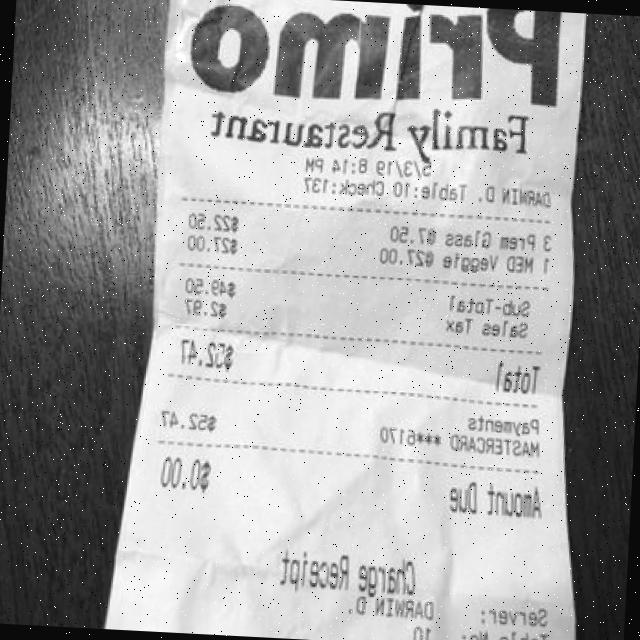 Primo
Family Restaurant
5/3/19 8:14 PM
DARWIN D. Table:10 Check:137
3 Prem Glass @7.50 $22.50
1 MED Veggie @27.00 $27.00
Sub-Total $49.50
Sales Tax $2.97
Total $52.47
Payments
MASTERCARD ***6170 $52.47
Amount Due $0.00
Charge Receipt
Server: DARWIN D.
10